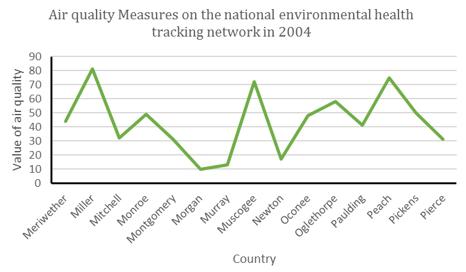 Air quality Measures on the national environmental health
tracking network in 2004
Value of air quality
90
80
70
60
50
40
30
20
10
0
Meriwether
Miller
Mitchell
Monroe
Montgomery
Morgan
Murray
Muscogee
Newton
Oconee
Oglethorpe
Paulding
Peach
Pickens
Pierce
Country